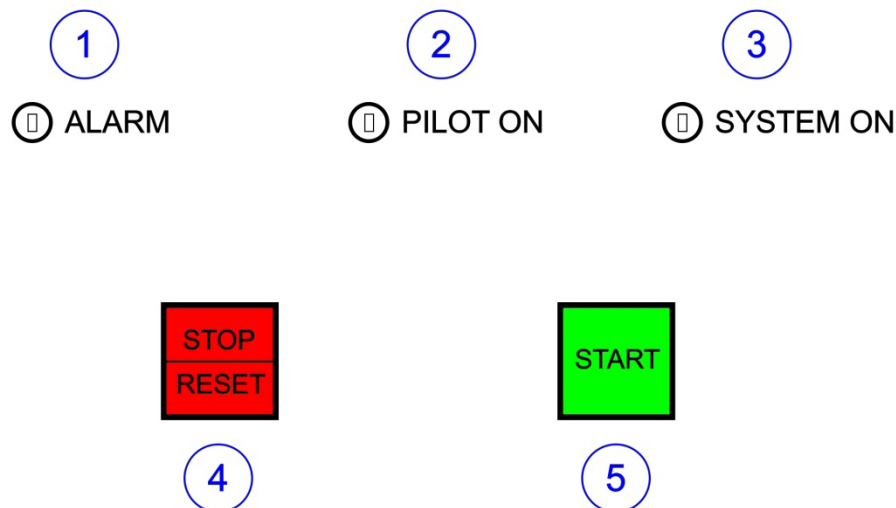 1 2 3
ALARM PILOT ON SYSTEM ON
STOP START
RESET
4 5